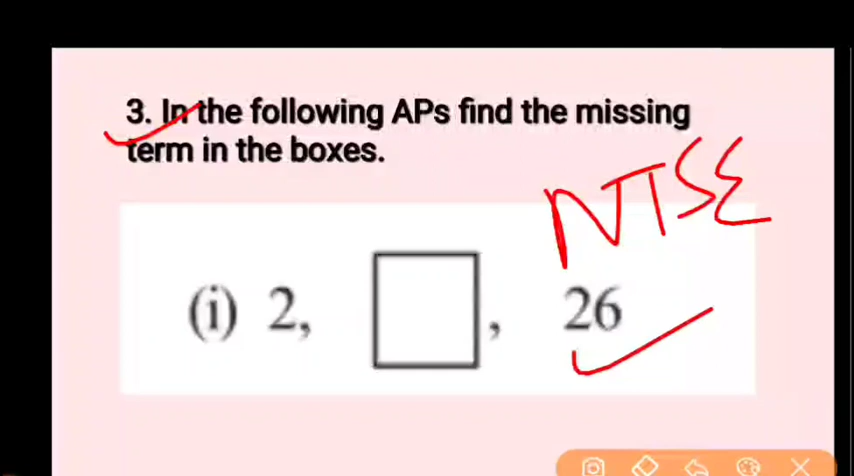 3. In the following APs find the missing
term in the boxes.
NTSE
(i) 2, , 26